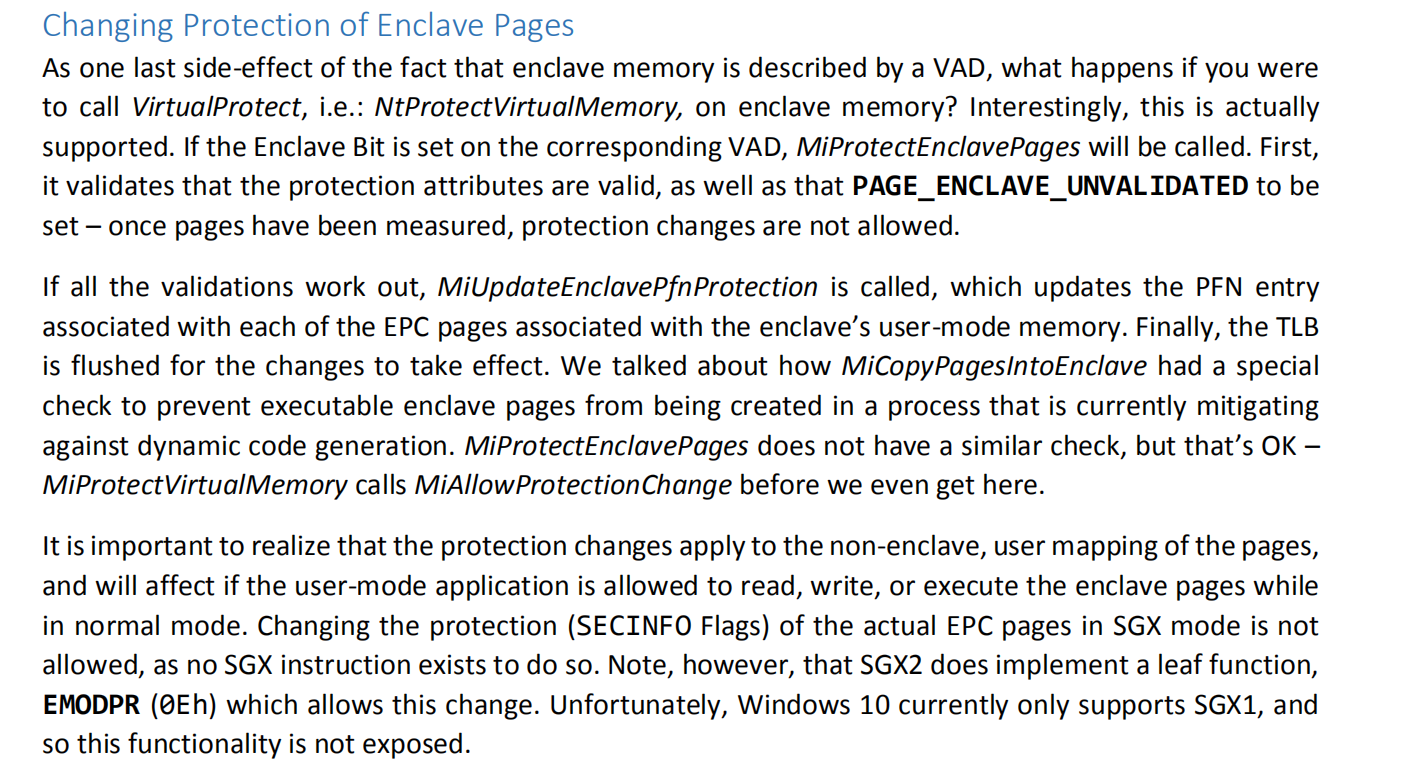 Changing Protection of Enclave Pages
As one last side-effect of the fact that enclave memory is described by a VAD, what happens if you were
to call VirtualProtect, i.e.: NtProtectVirtualMemory, on enclave memory? Interestingly, this is actually
supported. If the Enclave Bit is set on the corresponding VAD, MiProtectEnclavePages will be called. First,
it validates that the protection attributes are valid, as well as that PAGE_ENCLAVE_UNVALIDATED to be
set – once pages have been measured, protection changes are not allowed.
If all the validations work out, MiUpdateEnclavePfnProtection is called, which updates the PFN entry
associated with each of the EPC pages associated with the enclave’s user-mode memory. Finally, the TLB
is flushed for the changes to take effect. We talked about how MiCopyPagesIntoEnclave had a special
check to prevent executable enclave pages from being created in a process that is currently mitigating
against dynamic code generation. MiProtectEnclavePages does not have a similar check, but that’s OK –
MiProtectVirtualMemory calls MiAllowProtectionChange before we even get here.
It is important to realize that the protection changes apply to the non-enclave, user mapping of the pages,
and will affect if the user-mode application is allowed to read, write, or execute the enclave pages while
in normal mode. Changing the protection (SECINFO Flags) of the actual EPC pages in SGX mode is not
allowed, as no SGX instruction exists to do so. Note, however, that SGX2 does implement a leaf function,
EMODPR (0Eh) which allows this change. Unfortunately, Windows 10 currently only supports SGX1, and
so this functionality is not exposed.